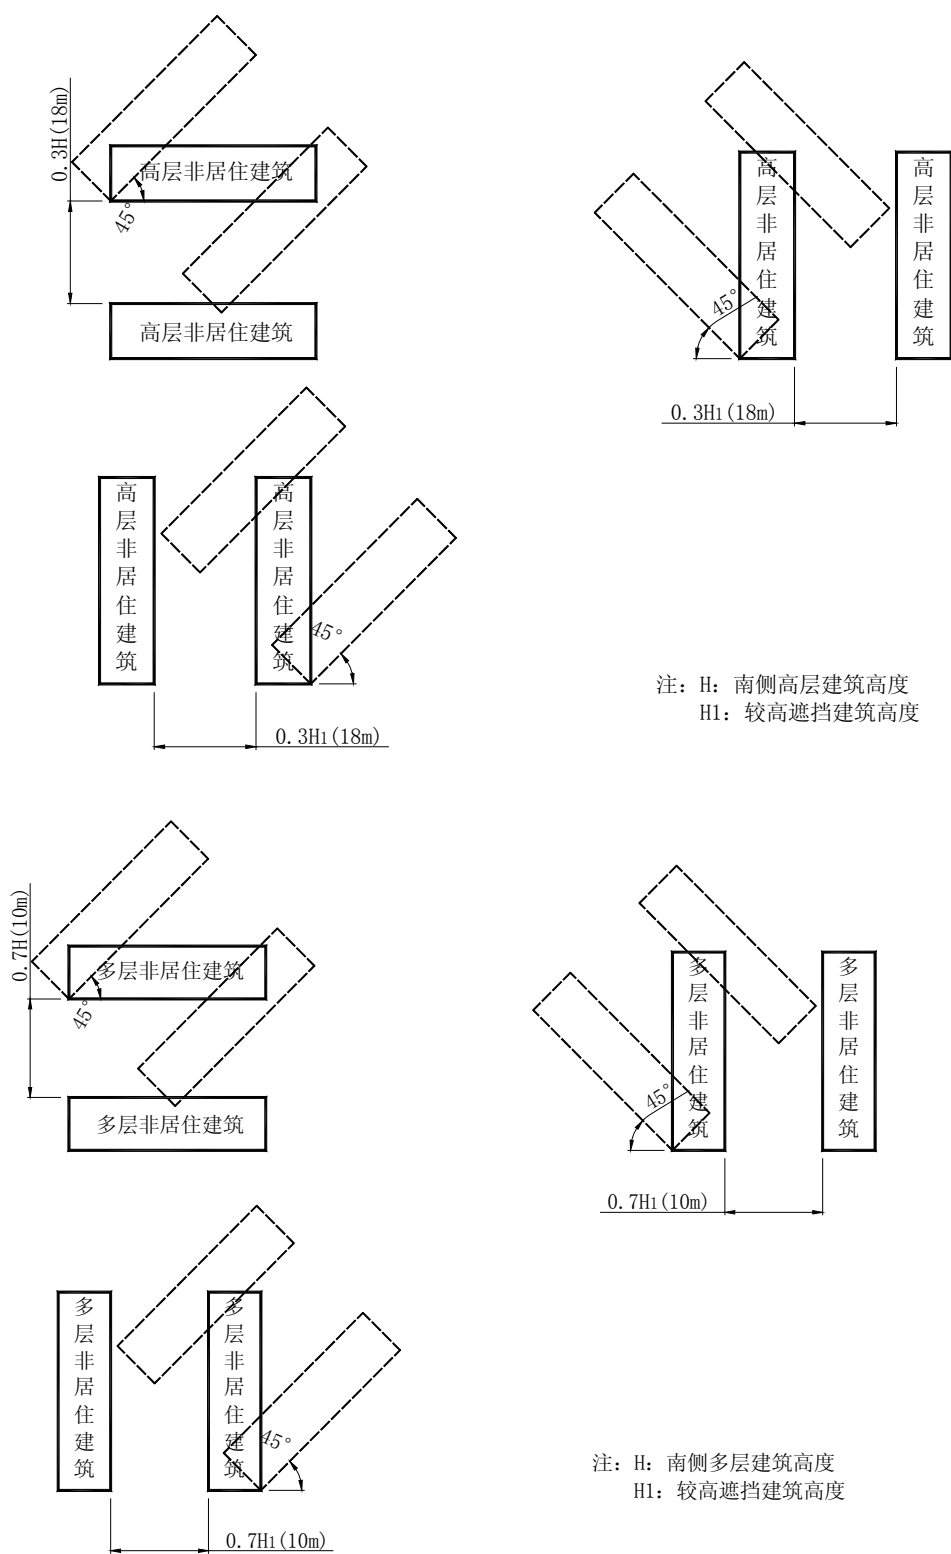 0.3H(18m)
高层非居住建筑
45°
高层非居住建筑
高层非居住建筑
高层非居住建筑
45°
0.3H1(18m)
高层非居住建筑
高层非居住建筑
45°
0.3H1(18m)
注：H：南侧高层建筑高度
H1：较高遮挡建筑高度
0.7H(10m)
多层非居住建筑
45°
多层非居住建筑
多层非居住建筑
多层非居住建筑
45°
0.7H1(10m)
多层非居住建筑
多层非居住建筑
45°
0.7H1(10m)
注：H：南侧多层建筑高度
H1：较高遮挡建筑高度